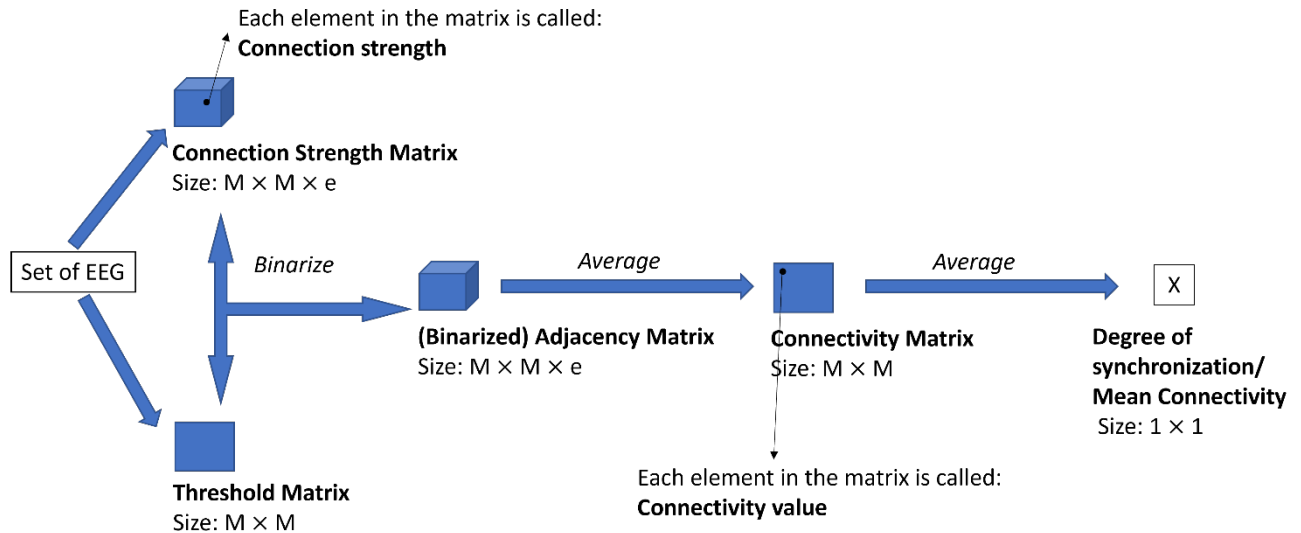 Each element in the matrix is called:
Connection strength
Connection Strength Matrix
Size: M × M × e
Set of EEG
Binarize
Average
Average
X
(Binarized) Adjacency Matrix
Size: M × M × e
Connectivity Matrix
Size: M × M
Degree of
synchronization/
Mean Connectivity
Size: 1 × 1
Threshold Matrix
Size: M × M
Each element in the matrix is called:
Connectivity value